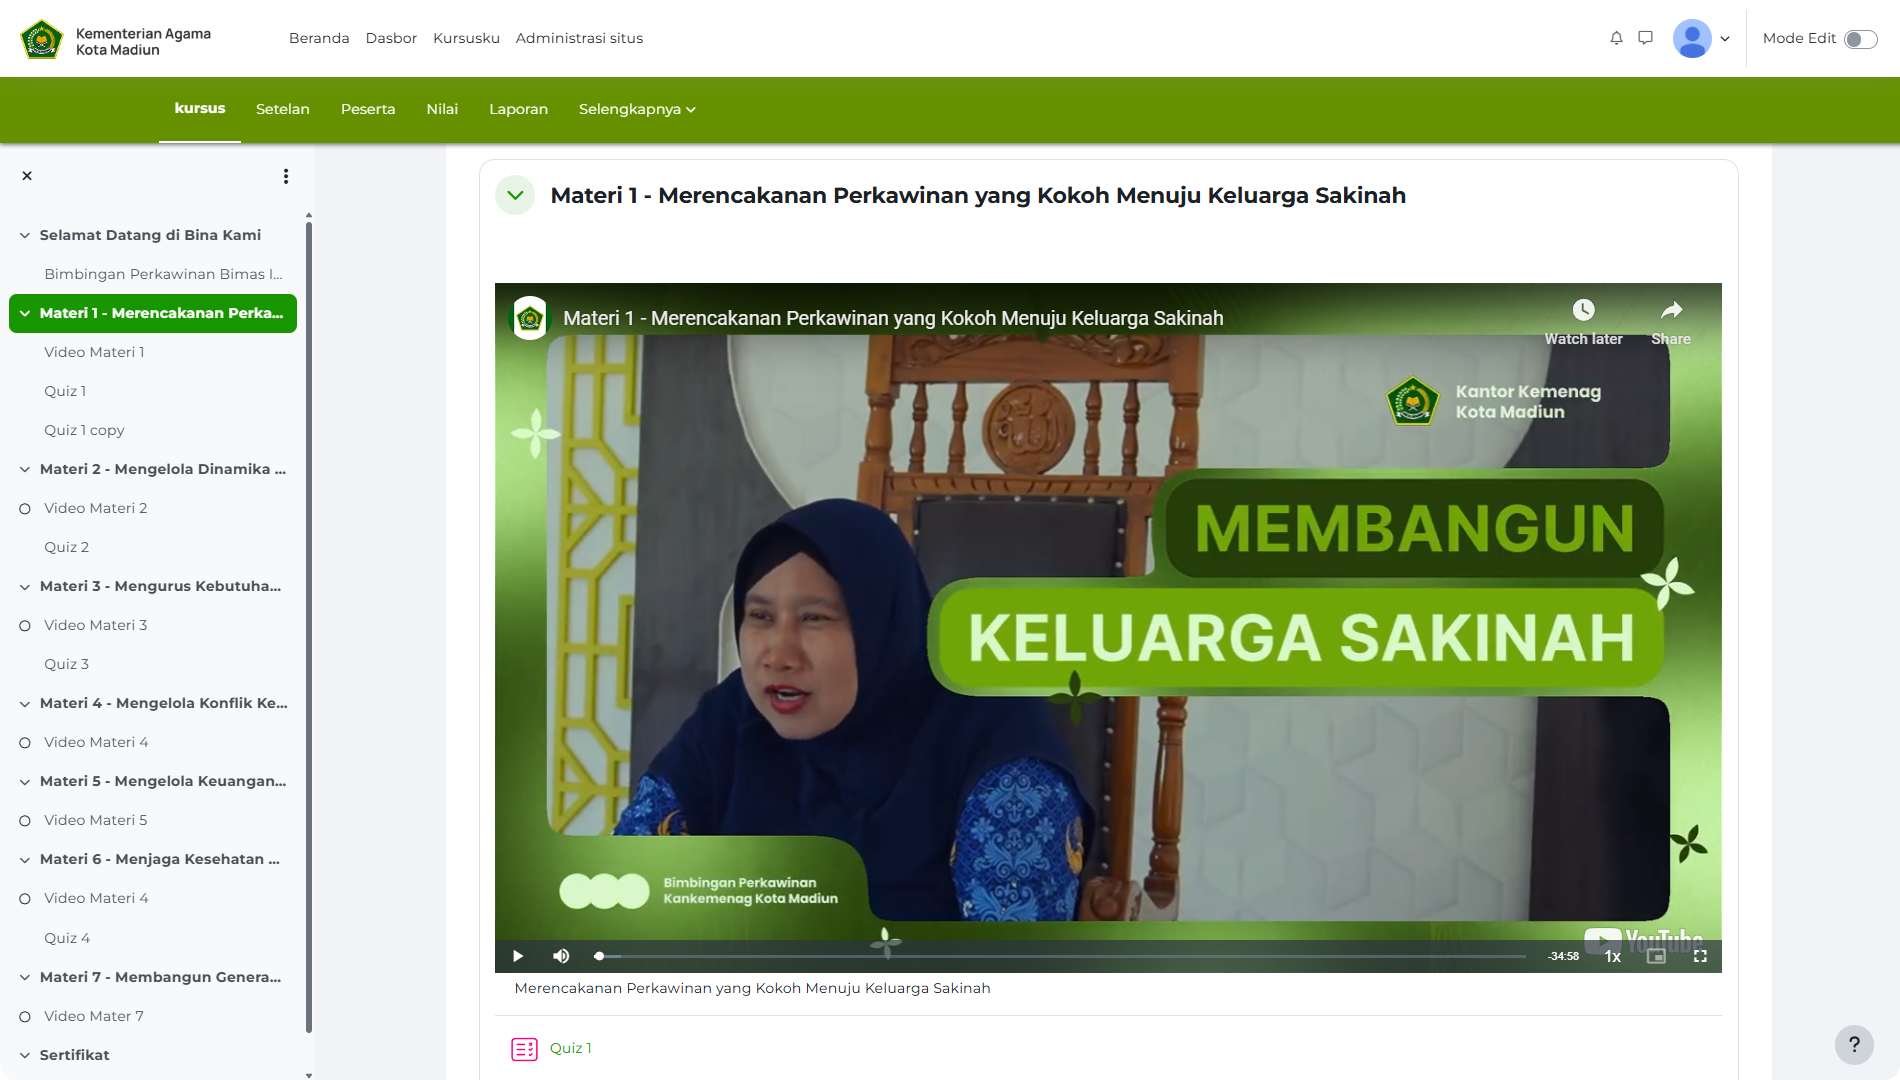 Kementerian Agama
Kota Madiun
Beranda
Dasbor
Kursusku
Administrasi situs
Mode Edit
kursus
Setelan
Peserta
Nilai
Laporan
Selengkapnya
Selamat Datang di Bina Kami
Bimbingan Perkawinan Bimas I...
Materi 1 - Merencakanan Perka...
Video Materi 1
Quiz 1
Quiz 1 copy
Materi 2 - Mengelola Dinamika ...
Video Materi 2
Quiz 2
Materi 3 - Mengurus Kebutuha...
Video Materi 3
Quiz 3
Materi 4 - Mengelola Konflik Ke...
Video Materi 4
Materi 5 - Mengelola Keuangan...
Video Materi 5
Materi 6 - Menjaga Kesehatan ...
Video Materi 4
Quiz 4
Materi 7 - Membangun Genera...
Video Mater 7
Sertifikat
Materi 1 - Merencakanan Perkawinan yang Kokoh Menuju Keluarga Sakinah
Materi 1 - Merencakanan Perkawinan yang Kokoh Menuju Keluarga Sakinah
Watch later
Share
Kantor Kemenag
Kota Madiun
MEMBANGUN
KELUARGA SAKINAH
Bimbingan Perkawinan
Kankemenag Kota Madiun
YouTube
-34:58
1x
Merencakanan Perkawinan yang Kokoh Menuju Keluarga Sakinah
Quiz 1
?